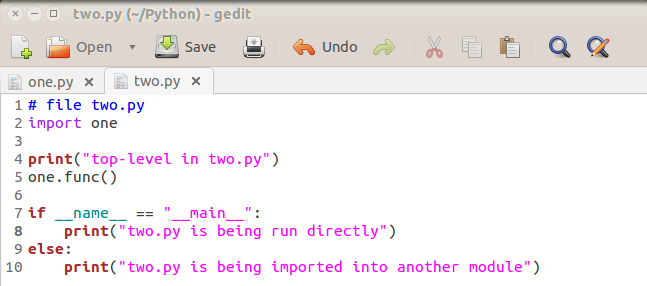 two.py (~/Python) - gedit
Open Save Undo
one.py two.py
1 # file two.py
2 import one
3
4 print("top-level in two.py")
5 one.func()
6
7 if __name__ == "__main__":
8     print("two.py is being run directly")
9 else:
10     print("two.py is being imported into another module")